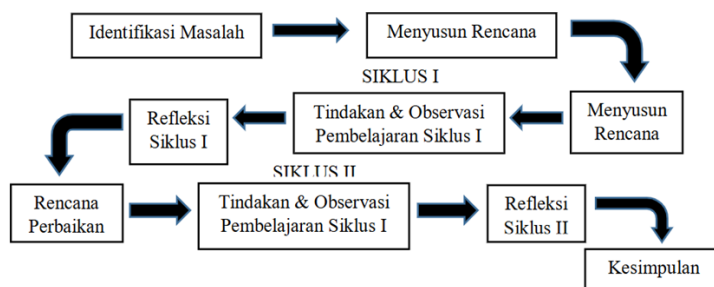 Identifikasi Masalah
Menyusun Rencana
SIKLUS I
Menyusun
Rencana
Tindakan & Observasi
Pembelajaran Siklus I
Refleksi
Siklus I
SIKLUS II
Rencana
Perbaikan
Tindakan & Observasi
Pembelajaran Siklus I
Refleksi
Siklus II
Kesimpulan